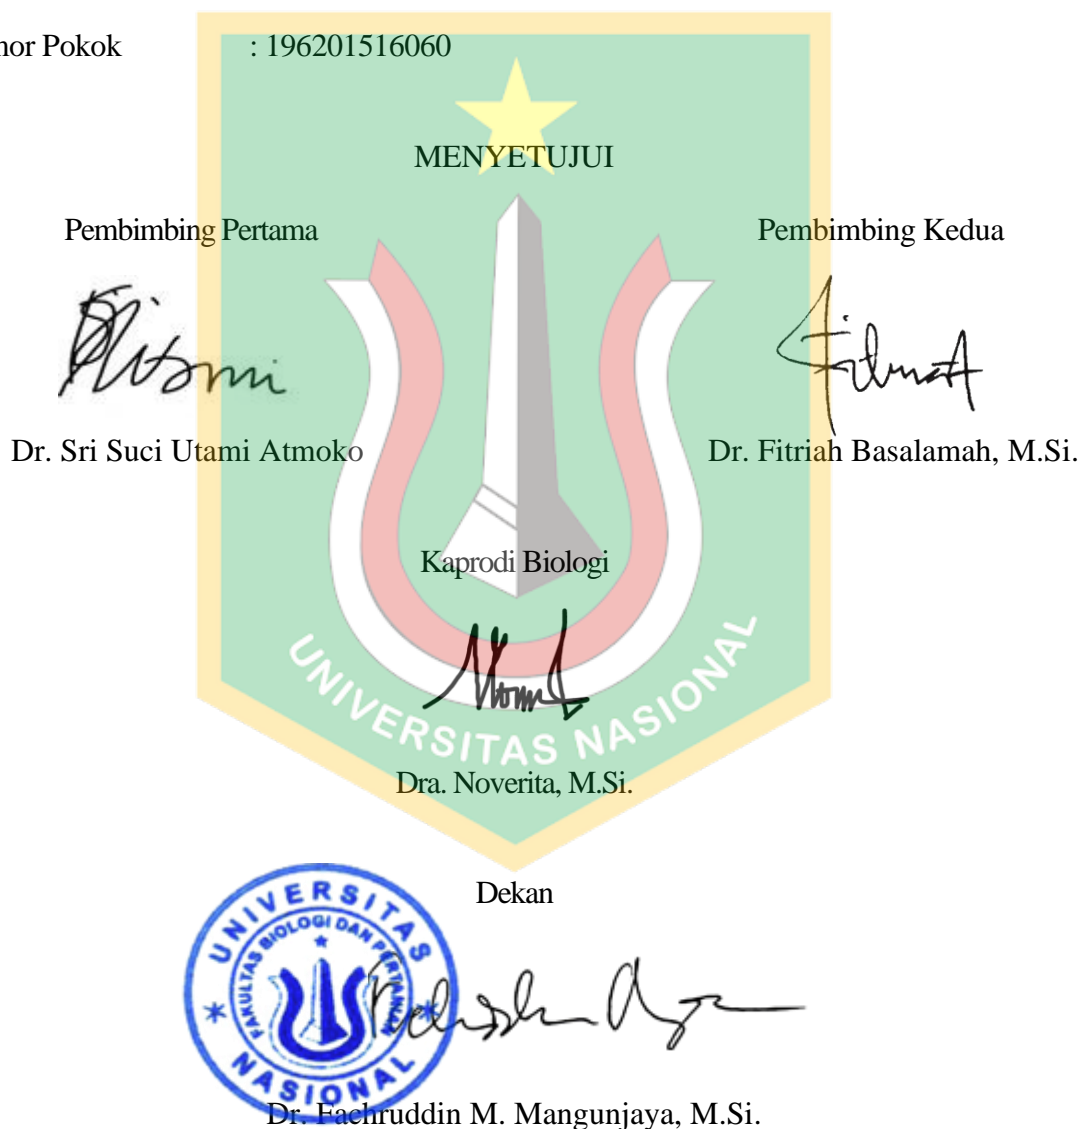 mor Pokok : 196201516060
MENYETUJUI
Pembimbing Pertama Pembimbing Kedua
Dr. Sri Suci Utami Atmoko Dr. Fitriah Basalamah, M.Si.
Kaprodi Biologi
UNIVERSITAS NASIONAL
Dra. Noverita, M.Si.
Dekan
UNIVERSITAS NASIONAL
FAKULTAS BIOLOGI DAN PERTANIAN
Dr. Fachruddin M. Mangunjaya, M.Si.